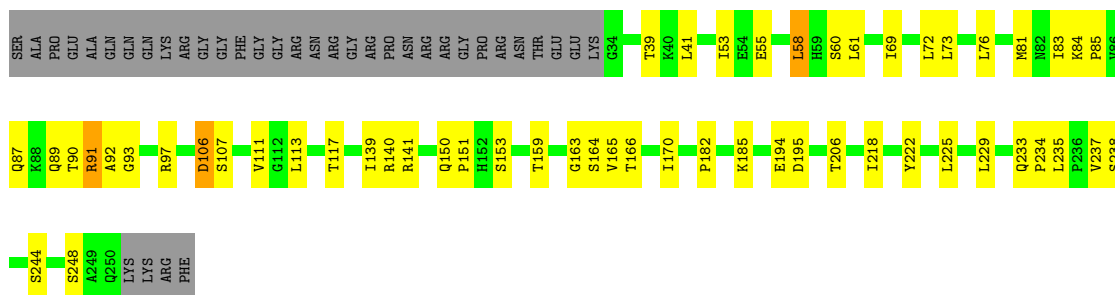 SER ALA PRO GLU ALA GLN GLN GLN LYS ARG GLY GLY PHE GLY GLY ARG ASN ARG GLY ARG PRO ASN ARG ARG GLY PRO ARG ASN THR GLU GLU LYS G34 T39 K40 L41 I53 E54 E55 L58 H59 S60 L61 I69 L72 L73 L76 M81 N82 I83 K84 P85 V86
Q87 K88 Q89 T90 R91 A92 G93 R97 D106 S107 V111 G112 L113 T117 I139 R140 R141 Q150 P151 H152 S153 T159 G163 S164 V165 T166 I170 P182 K185 E194 D195 T206 I218 Y222 L225 L229 Q233 P234 L235 P236 V237 S238
S244 S248 A249 Q250 LYS LYS ARG PHE